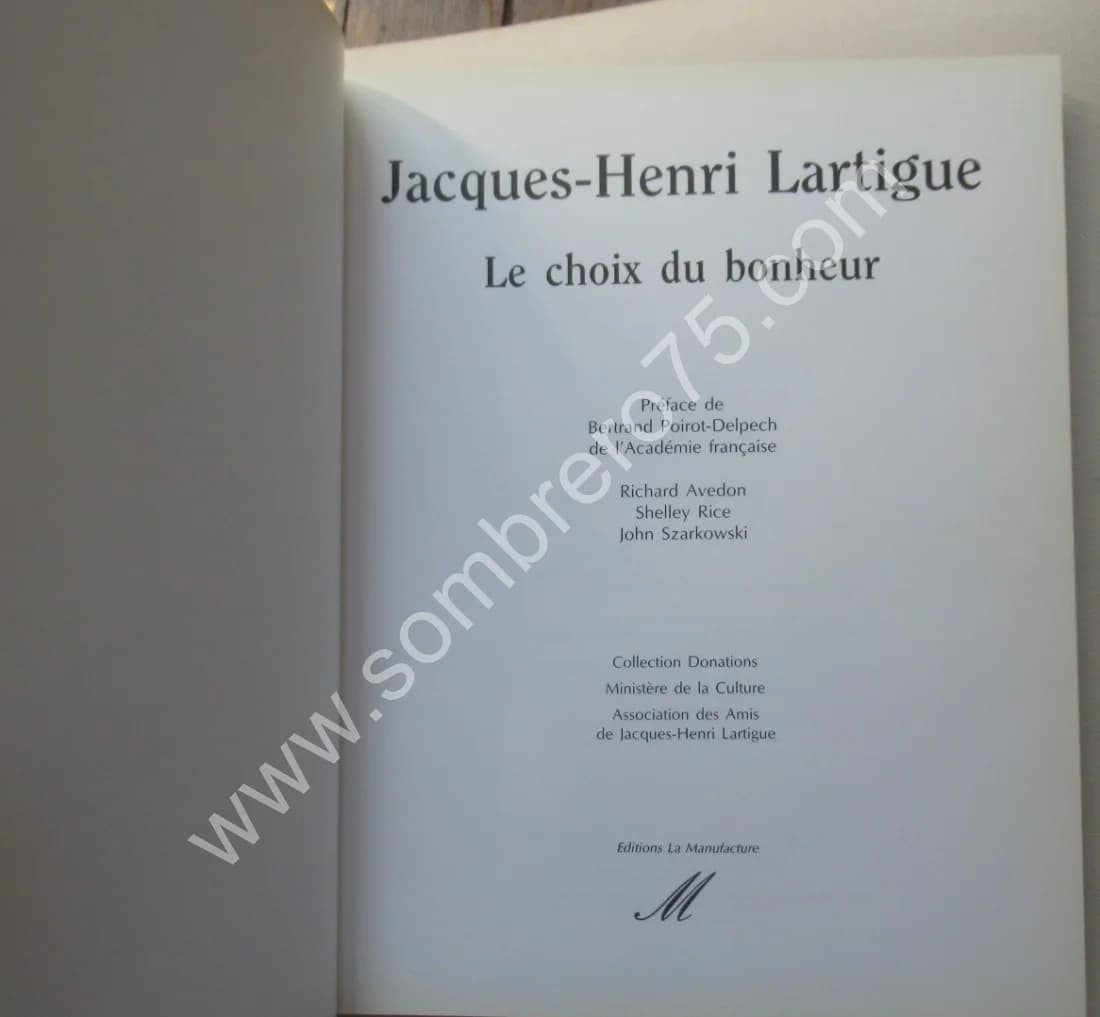 Jacques-Henri Lartigue
Le choix du bonheur
Préface de
Bertrand Poirot-Delpech
de l'Académie française
Richard Avedon
Shelley Rice
John Szarkowski
Collection Donations
Ministère de la Culture
Association des Amis
de Jacques-Henri Lartigue
Editions La Manufacture
M
www.sombrero75.com